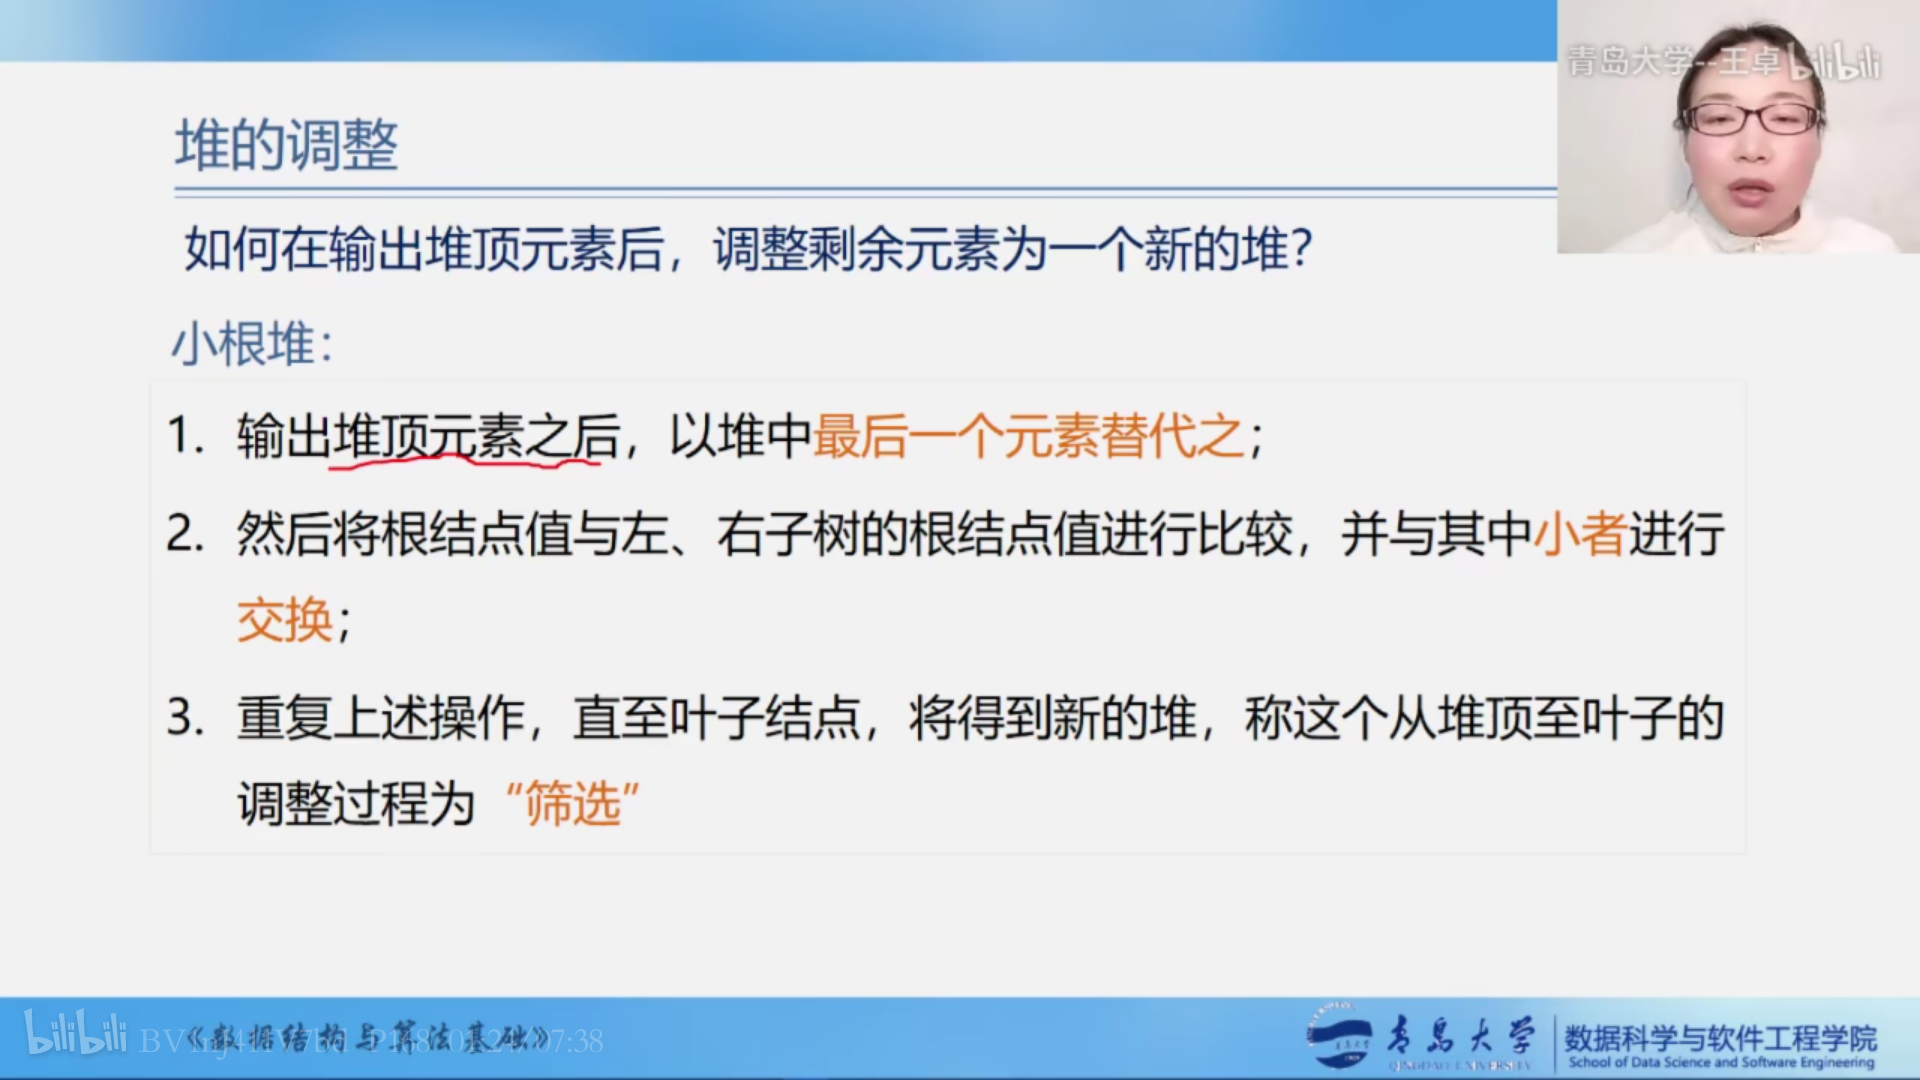 青岛大学--王卓 bilibili
堆的调整
如何在输出堆顶元素后，调整剩余元素为一个新的堆？
小根堆：
1. 输出堆顶元素之后，以堆中最后一个元素替代之；
2. 然后将根结点值与左、右子树的根结点值进行比较，并与其中小者进行
交换；
3. 重复上述操作，直至叶子结点，将得到新的堆，称这个从堆顶至叶子的
调整过程为“筛选”
bilibili
《数据结构与算法基础》
07:38
青岛大学
QINGDAO UNIVERSITY
数据科学与软件工程学院
School of Data Science and Software Engineering